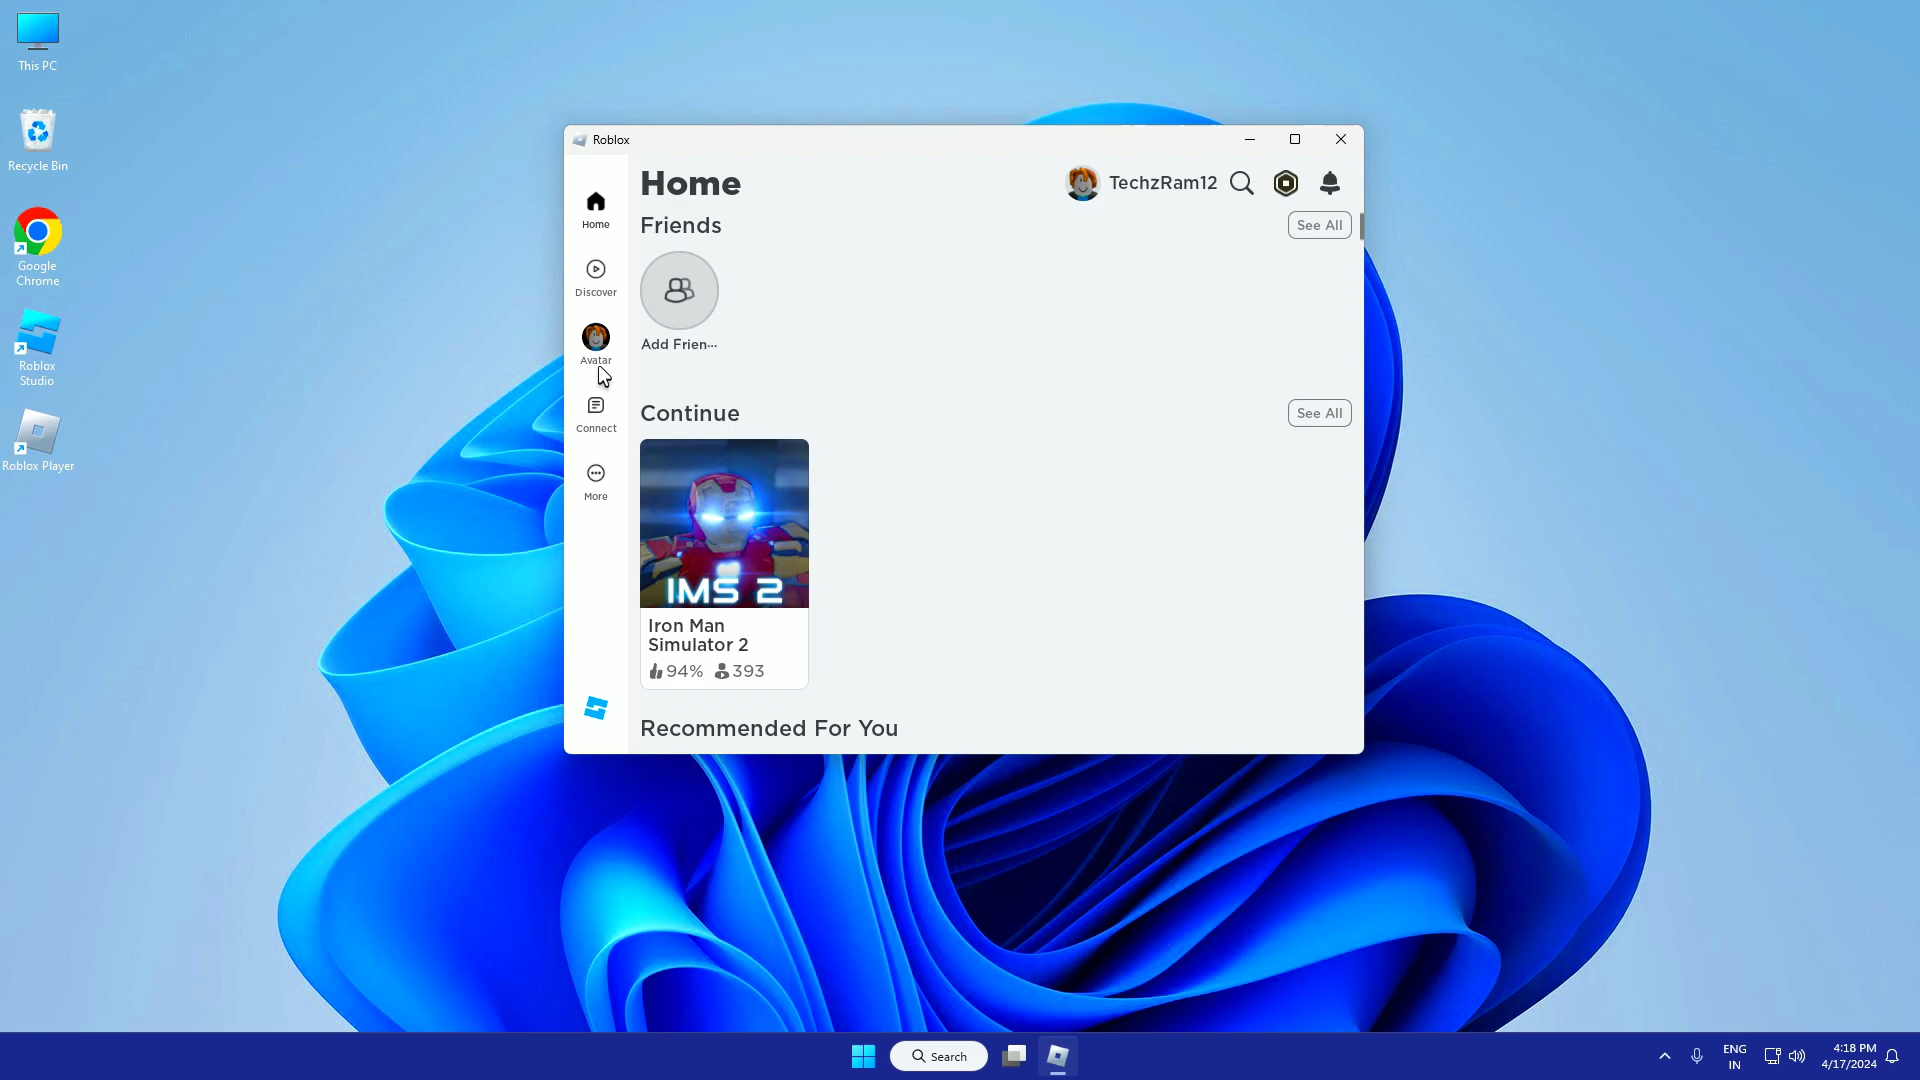 This PC
Recycle Bin
Google
Chrome
Roblox
Studio
Roblox Player
Roblox
Home
Discover
Avatar
Connect
More
Home
TechzRam12
Friends
See All
Add Frien...
Continue
See All
IMS 2
Iron Man
Simulator 2
94% 393
Recommended For You
Search
ENG
IN
4:18 PM
4/17/2024